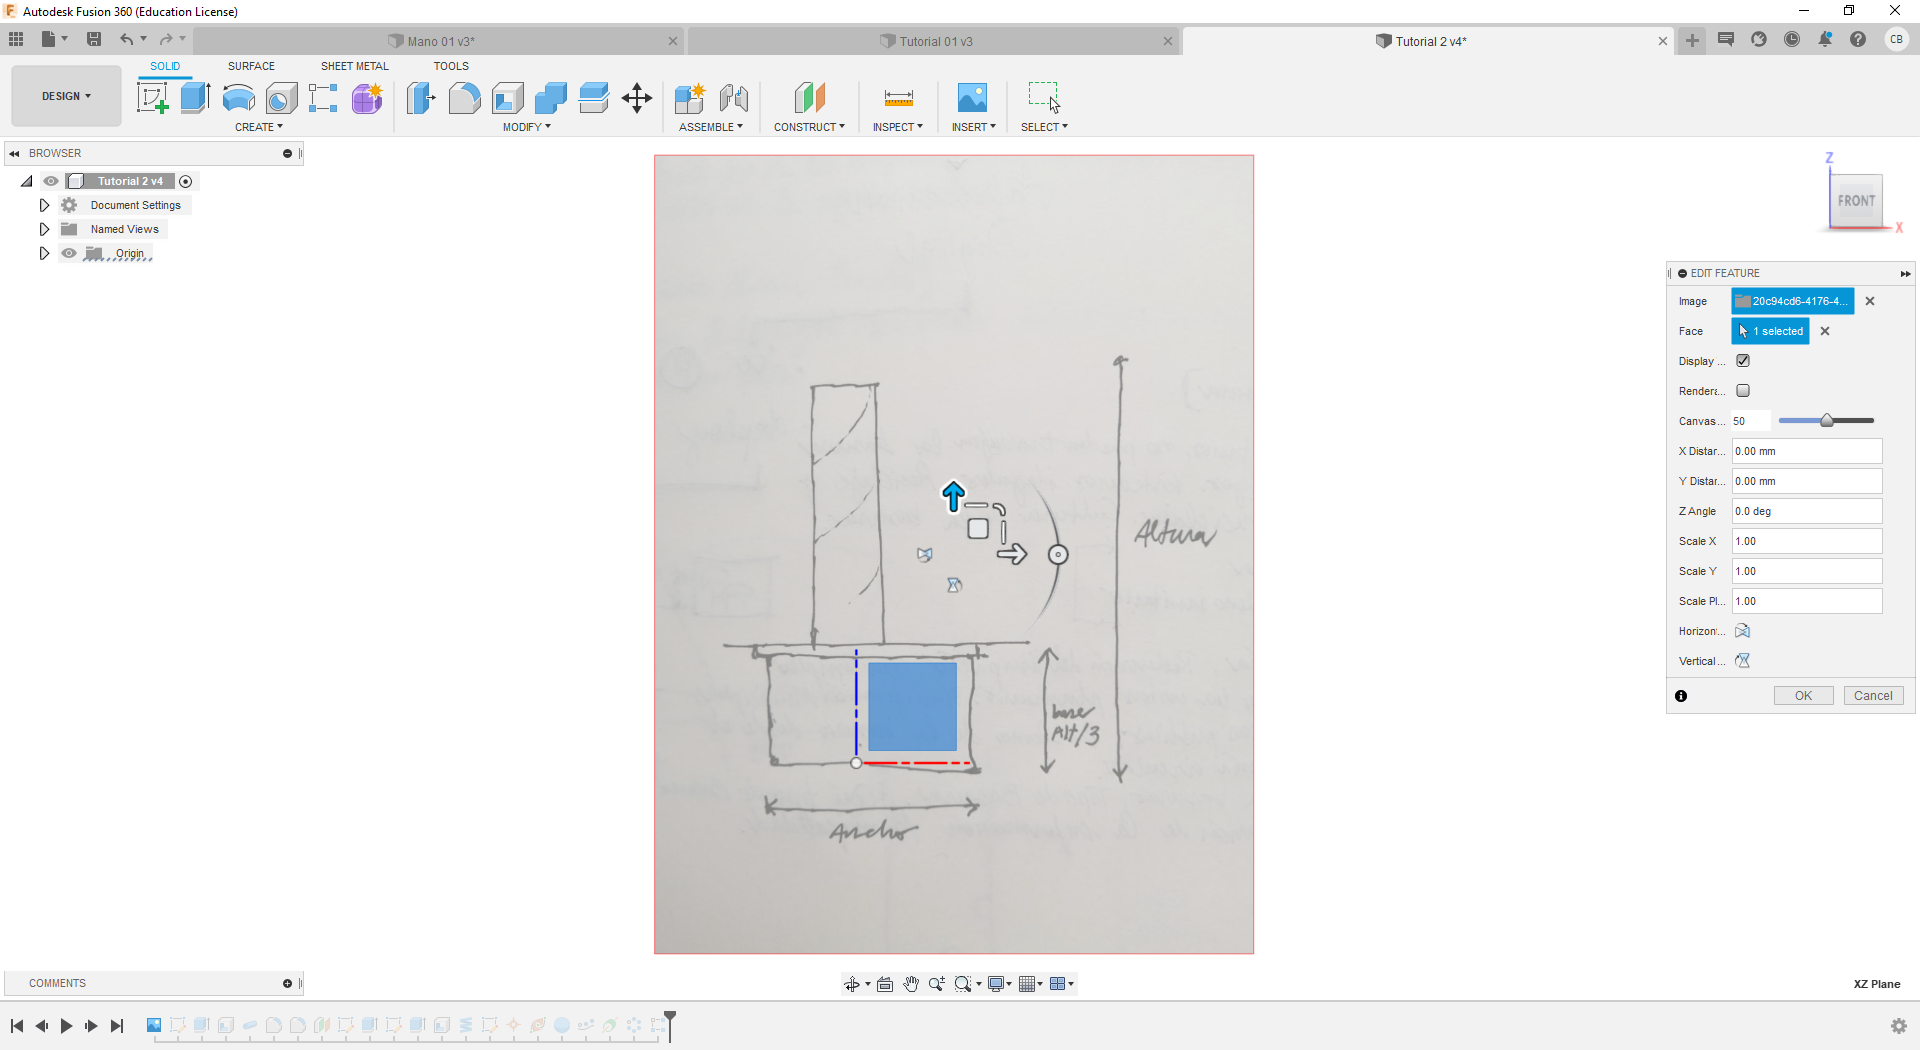 Autodesk Fusion 360 (Education License)
Mano 01 v3*
Tutorial 01 v3
Tutorial 2 v4*
CB
SOLID
SURFACE
SHEET METAL
TOOLS
DESIGN
CREATE
MODIFY
ASSEMBLE
CONSTRUCT
INSPECT
INSERT
SELECT
BROWSER
Tutorial 2 v4
Document Settings
Named Views
Origin
Z
FRONT
X
EDIT FEATURE
Image
20c94cd6-4176-4...
Face
1 selected
Display ...
Rendera...
Canvas...
50
X Distar...
0.00 mm
Y Distar...
0.00 mm
Z Angle
0.0 deg
Scale X
1.00
Scale Y
1.00
Scale Pl...
1.00
Horizon...
Vertical ...
OK
Cancel
Altura
base
Alt/3
Ancho
COMMENTS
XZ Plane